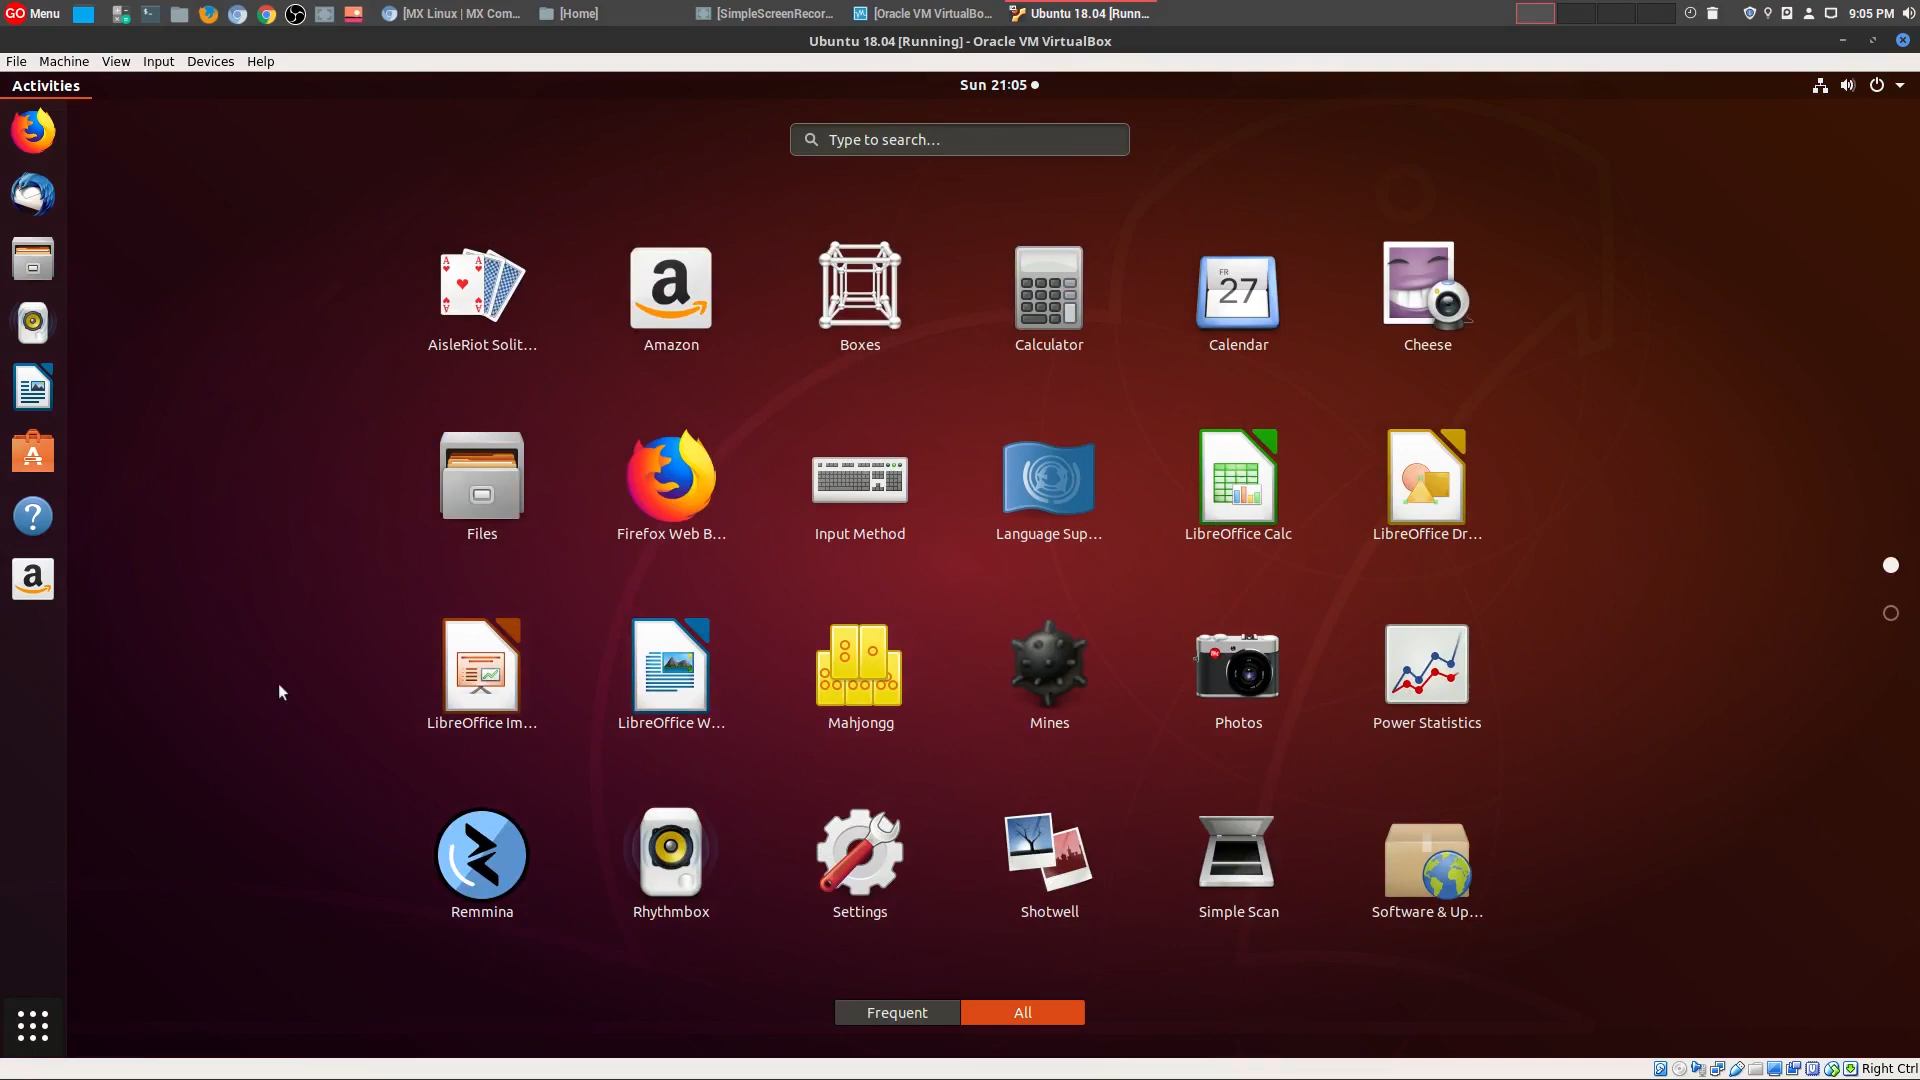 GO Menu
[MX Linux | MX Com...
[Home]
[SimpleScreenRecor...
[Oracle VM VirtualBo...
Ubuntu 18.04 [Runn...
9:05 PM
Ubuntu 18.04 [Running] - Oracle VM VirtualBox
File Machine View Input Devices Help
Activities
Sun 21:05
Type to search...
AisleRiot Solit...
Amazon
Boxes
Calculator
FR
27
Calendar
Cheese
Files
Firefox Web B...
Input Method
Language Sup...
LibreOffice Calc
LibreOffice Dr...
LibreOffice Im...
LibreOffice W...
Mahjongg
Mines
Photos
Power Statistics
Remmina
Rhythmbox
Settings
Shotwell
Simple Scan
Software & Up...
Frequent
All
Right Ctrl